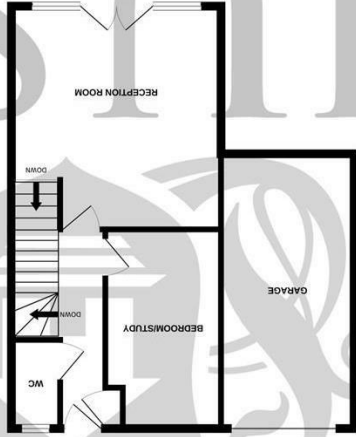 WC
BEDROOM/STUDY
DOWN
GARAGE
DOWN
RECEPTION ROOM